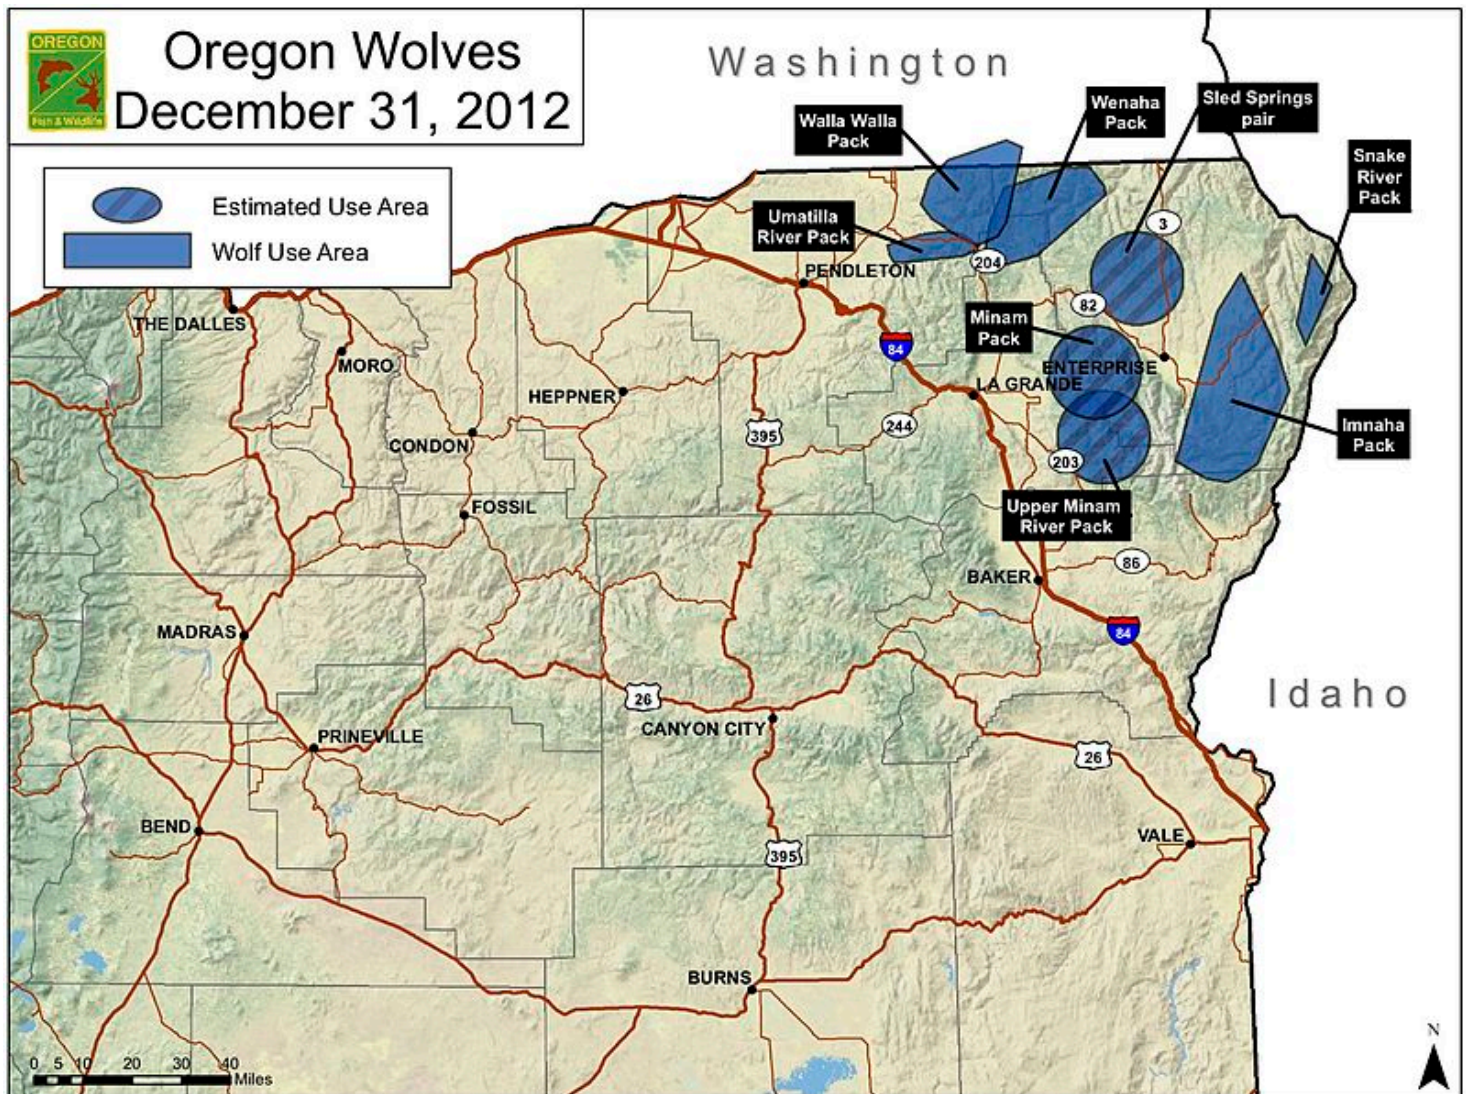 OREGON
Fish & Wildlife
Oregon Wolves
December 31, 2012
Estimated Use Area
Wolf Use Area
Washington
Idaho
Walla Walla
Pack
Wenaha
Pack
Sled Springs
pair
Snake
River
Pack
Umatilla
River Pack
Minam
Pack
Imnaha
Pack
Upper Minam
River Pack
3
204
82
84
PENDLETON
THE DALLES
MORO
HEPPNER
ENTERPRISE
LA GRANDE
CONDON
395
244
203
FOSSIL
86
BAKER
84
MADRAS
26
CANYON CITY
PRINEVILLE
26
BEND
VALE
395
BURNS
N
0 5 10 20 30 40
Miles